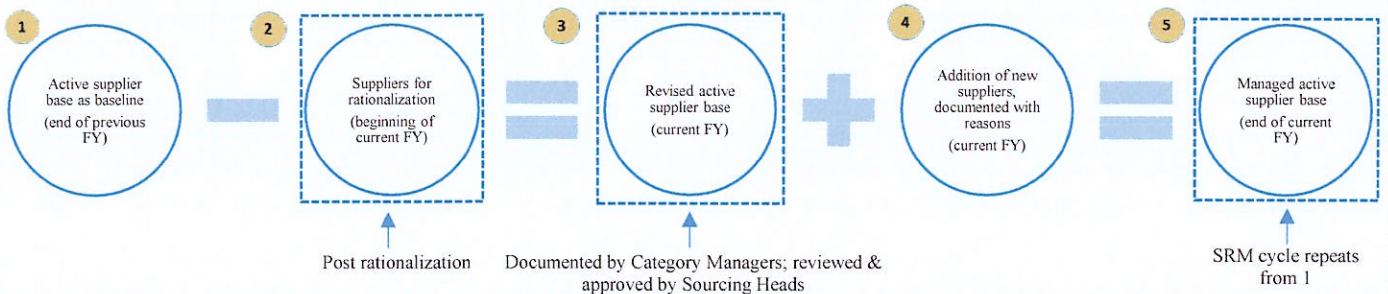 1
Active supplier
base as baseline
(end of previous
FY)
2
Suppliers for
rationalization
(beginning of
current FY)
3
Revised active
supplier base
(current FY)
4
Addition of new
suppliers,
documented with
reasons
(current FY)
5
Managed active
supplier base
(end of current
FY)
Post rationalization
Documented by Category Managers; reviewed &
approved by Sourcing Heads
SRM cycle repeats
from 1